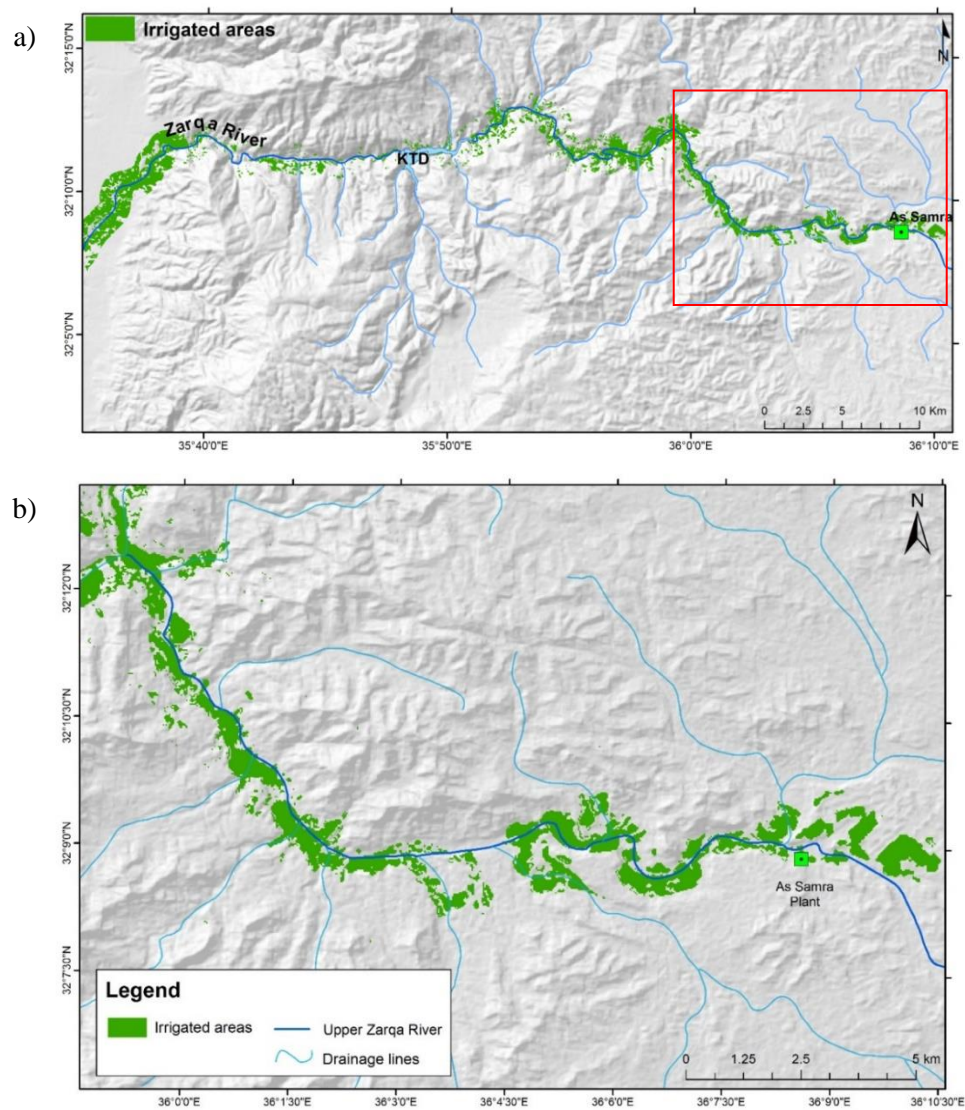 a)
Irrigated areas
N
32°15'0"N
32°10'0"N
32°5'0"N
Zarqa River
KTD
As Samra
0 2.5 5 10 Km
35°40'0"E 35°50'0"E 36°0'0"E 36°10'0"E
b)
N
32°12'0"N
32°10'30"N
32°9'0"N
32°7'30"N
As Samra
Plant
Legend
Irrigated areas
Upper Zarqa River
Drainage lines
0 1.25 2.5 5 km
36°0'0"E 36°1'30"E 36°3'0"E 36°4'30"E 36°6'0"E 36°7'30"E 36°9'0"E 36°10'30"E